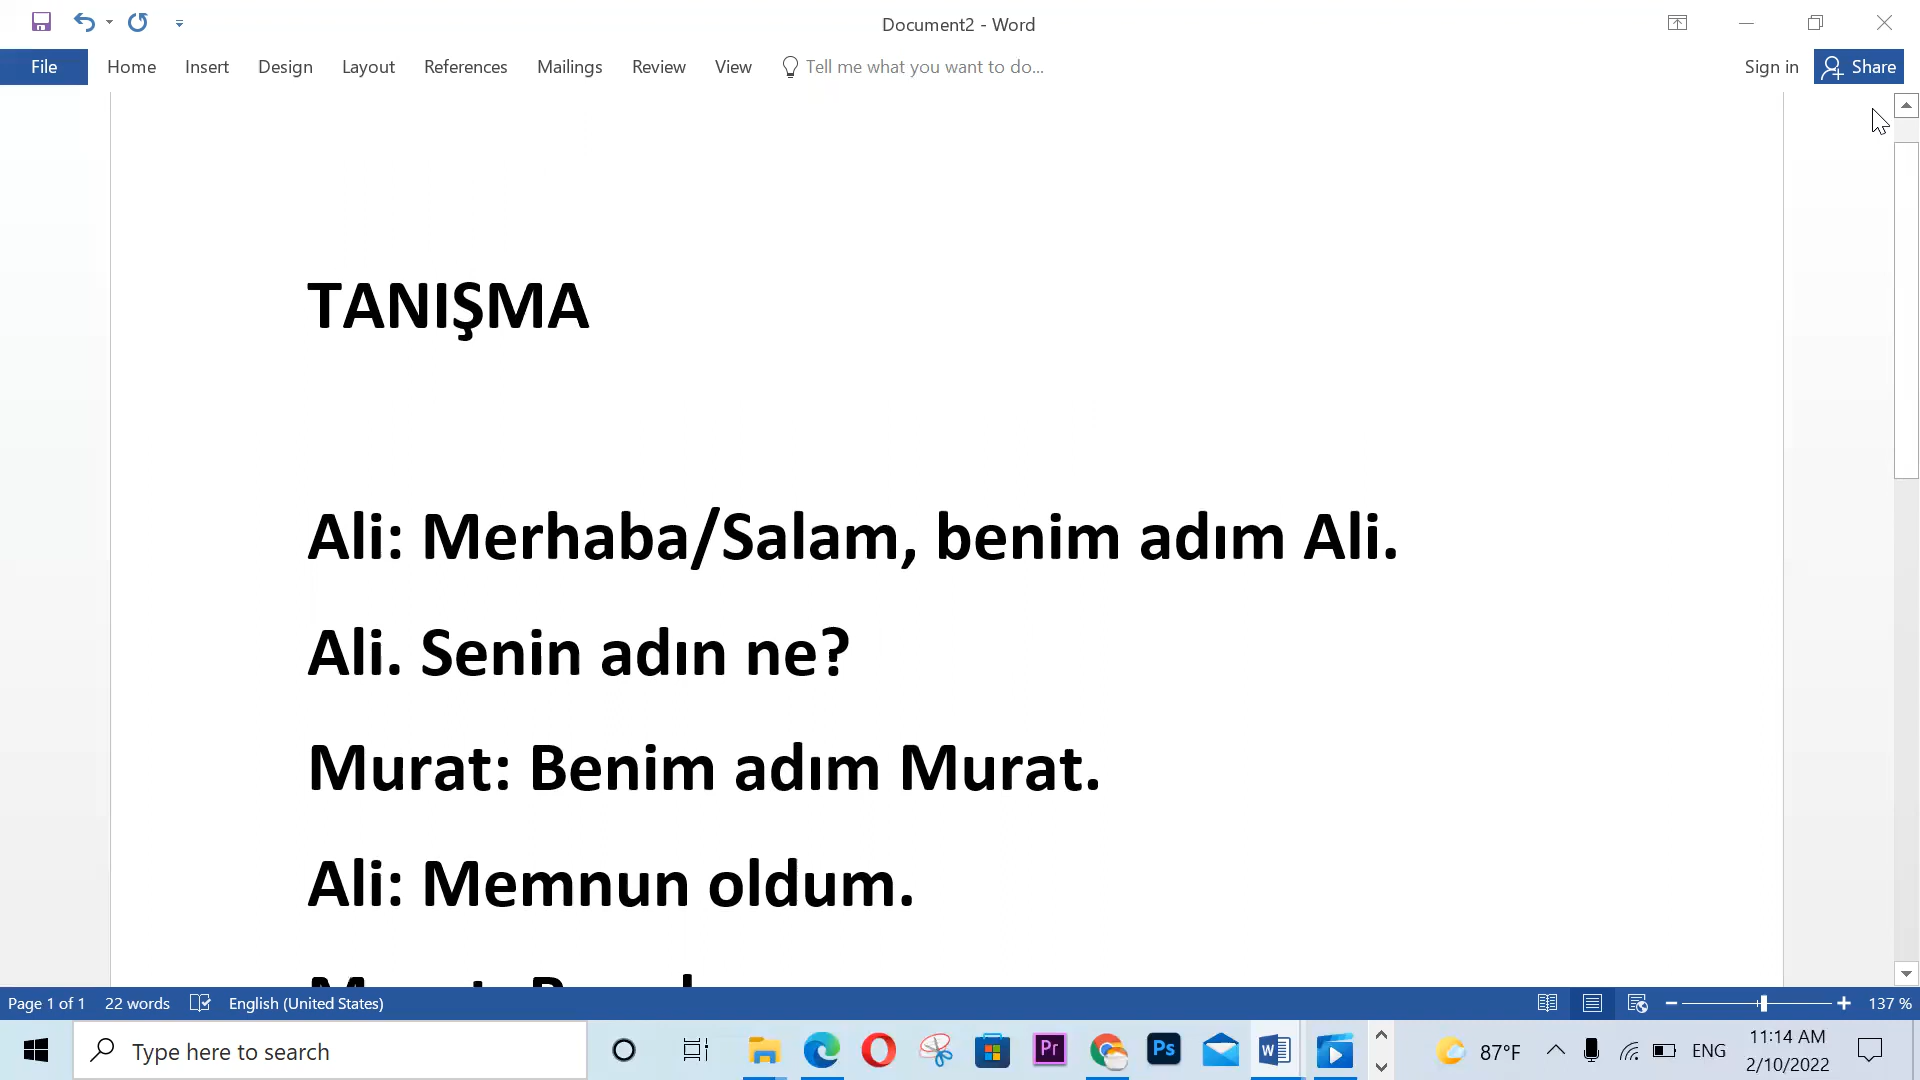 Document2 - Word
File Home Insert Design Layout References Mailings Review View Tell me what you want to do... Sign in Share
TANIŞMA
Ali: Merhaba/Salam, benim adım Ali.
Ali. Senin adın ne?
Murat: Benim adım Murat.
Ali: Memnun oldum.
Page 1 of 1 22 words English (United States) 137 %
Type here to search Pr Ps 87°F ENG 11:14 AM
2/10/2022